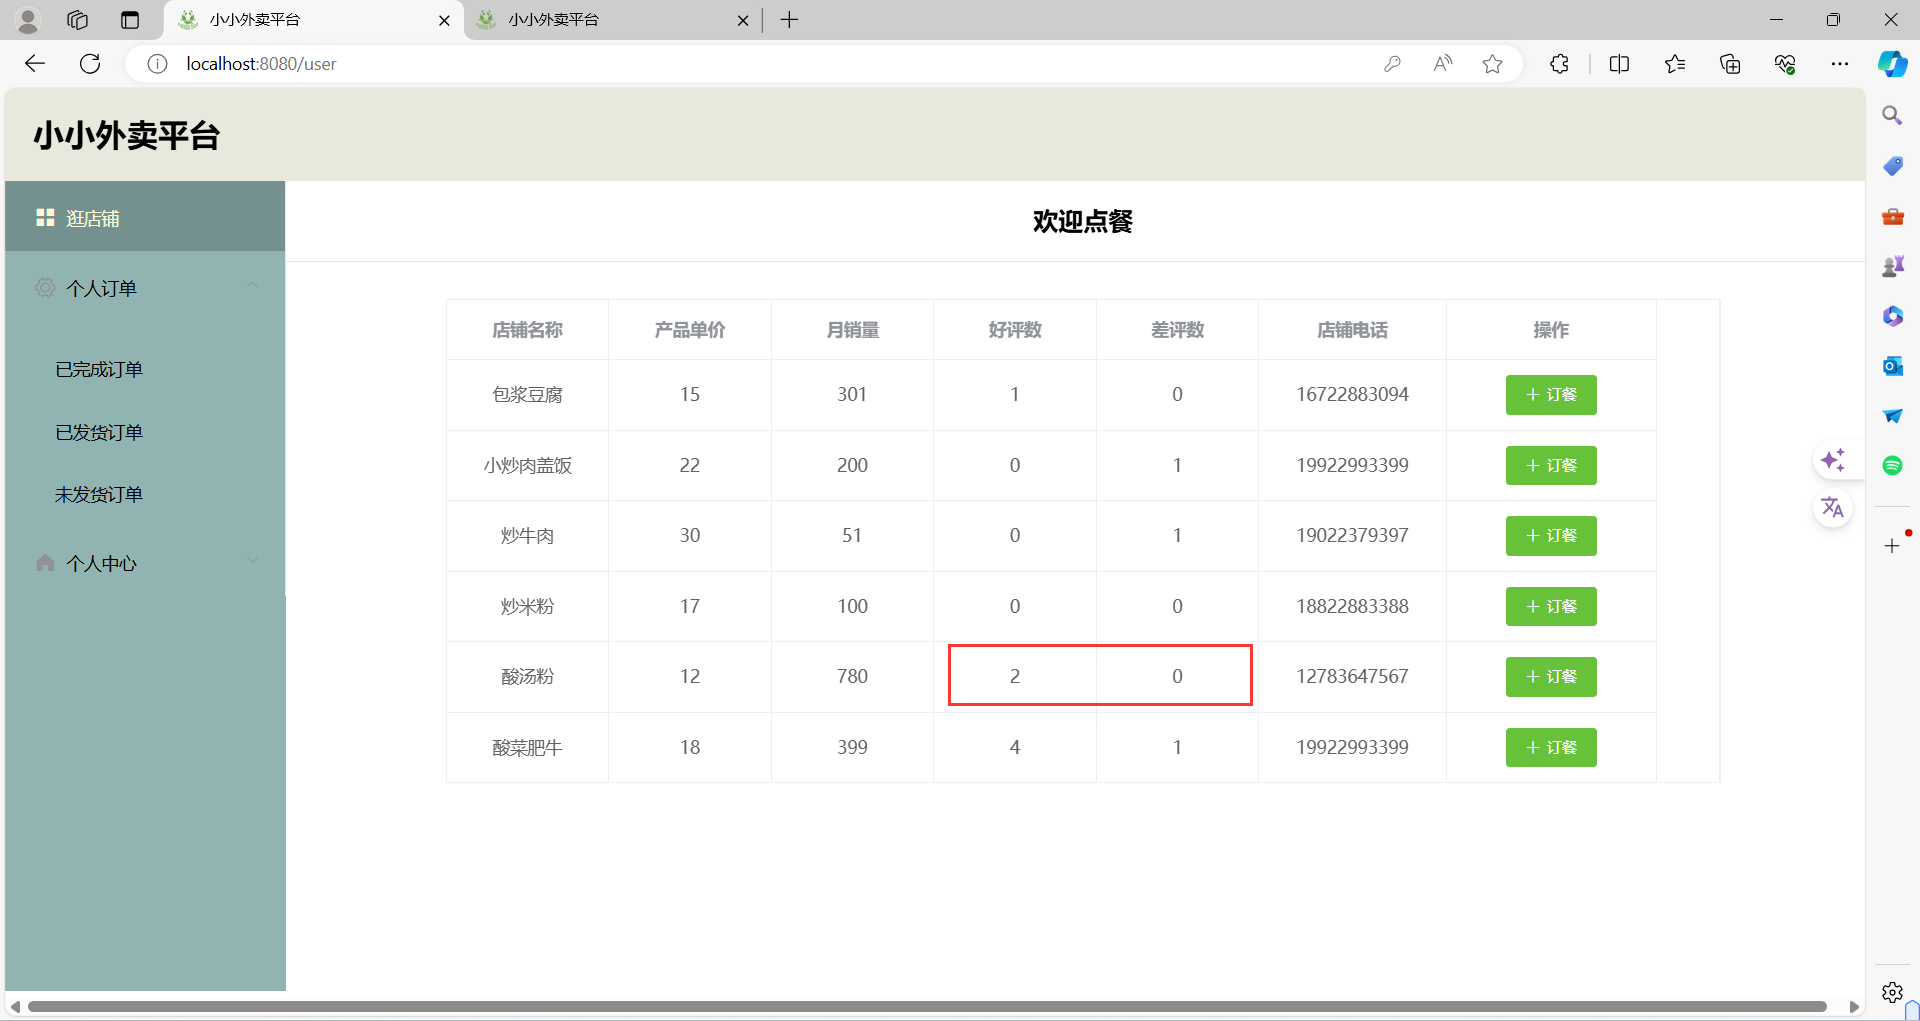 小小外卖平台
小小外卖平台
localhost:8080/user
小小外卖平台
逛店铺
个人订单
已完成订单
已发货订单
未发货订单
个人中心
欢迎点餐
店铺名称 产品单价 月销量 好评数 差评数 店铺电话 操作
包浆豆腐 15 301 1 0 16722883094 + 订餐
小炒肉盖饭 22 200 0 1 19922993399 + 订餐
炒牛肉 30 51 0 1 19022379397 + 订餐
炒米粉 17 100 0 0 18822883388 + 订餐
酸汤粉 12 780 2 0 12783647567 + 订餐
酸菜肥牛 18 399 4 1 19922993399 + 订餐